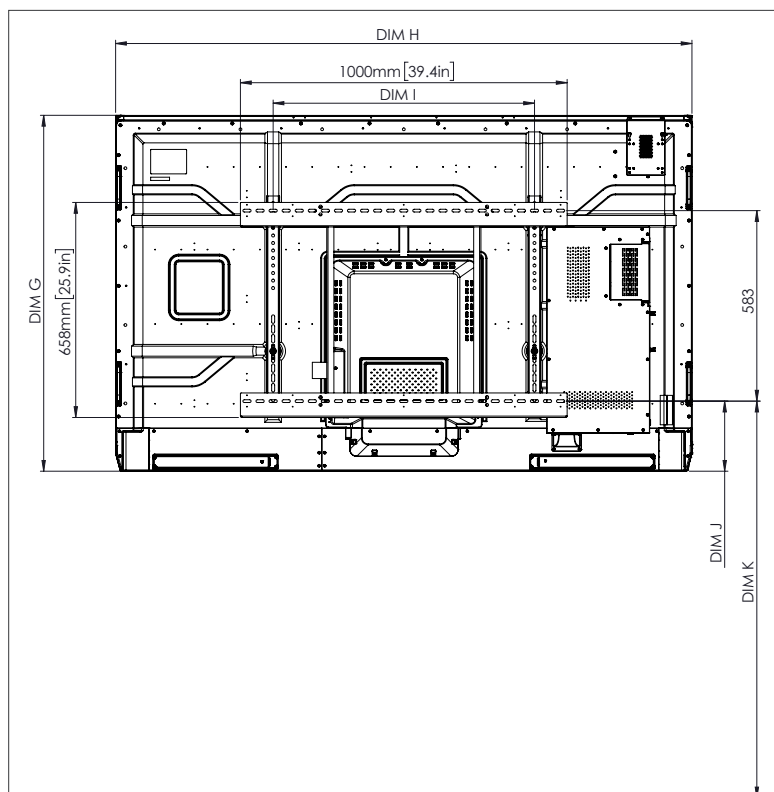 DIM H
1000mm[39.4in]
DIM I
DIM G
658mm[25.9in]
583
DIM J
DIM K